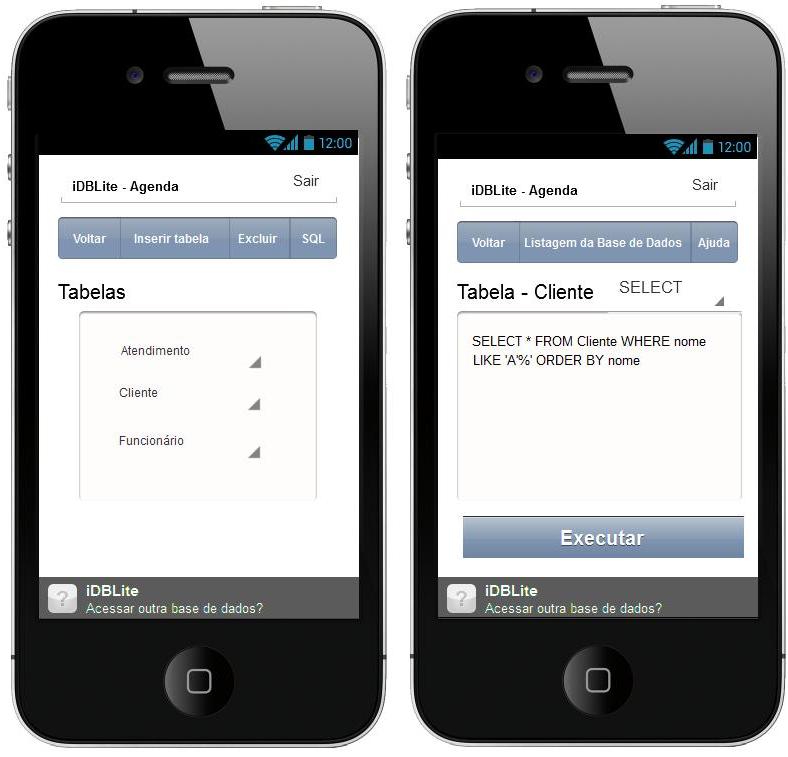 12:00
iDBLite - Agenda
Sair
Voltar
Inserir tabela
Excluir
SQL
Tabelas
Atendimento
Cliente
Funcionário
?
iDBLite
Acessar outra base de dados?
12:00
iDBLite - Agenda
Sair
Voltar
Listagem da Base de Dados
Ajuda
Tabela - Cliente
SELECT
SELECT * FROM Cliente WHERE nome
LIKE 'A'%' ORDER BY nome
Executar
?
iDBLite
Acessar outra base de dados?